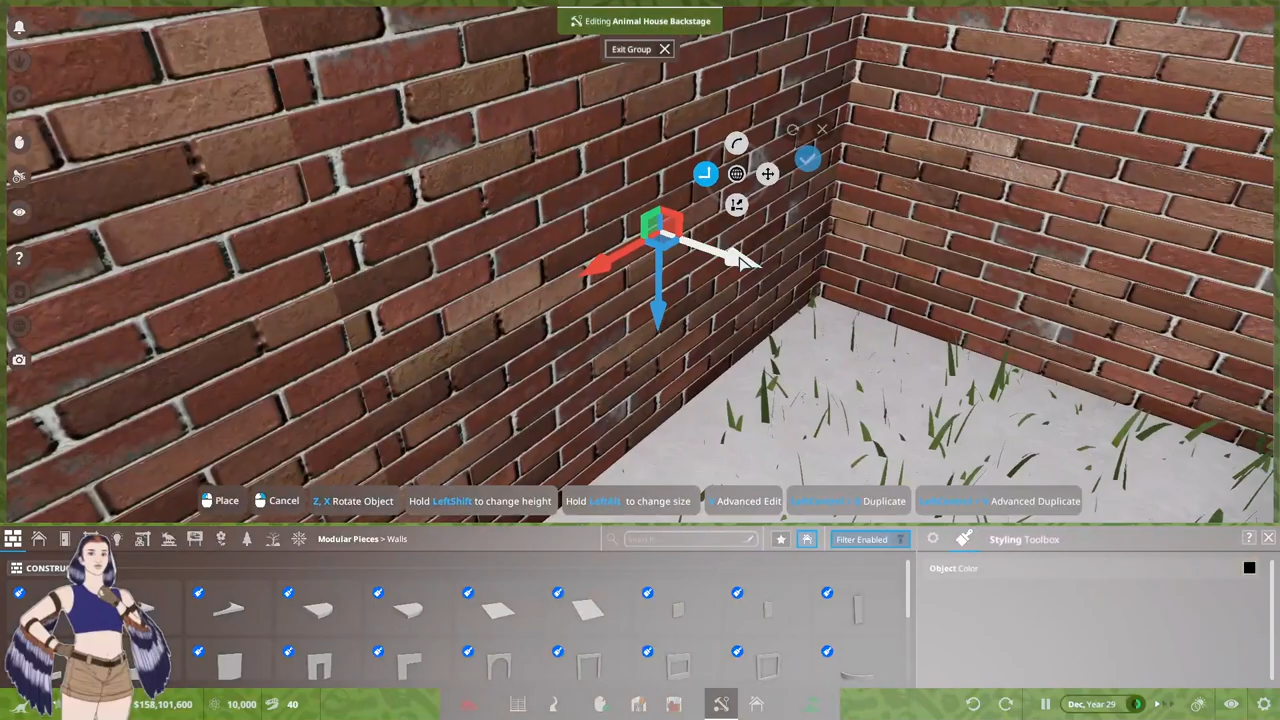 Editing Animal House Backstage
Exit Group
Place
Cancel
Z, X Rotate Object
Hold LeftShift to change height
Hold LeftAlt to change size
Advanced Edit
Duplicate
Advanced Duplicate
Modular Pieces > Walls
Filter Enabled
Styling Toolbox
?
CONSTRUC
Object Color
$158,101,600
10,000
40
Dec, Year 29